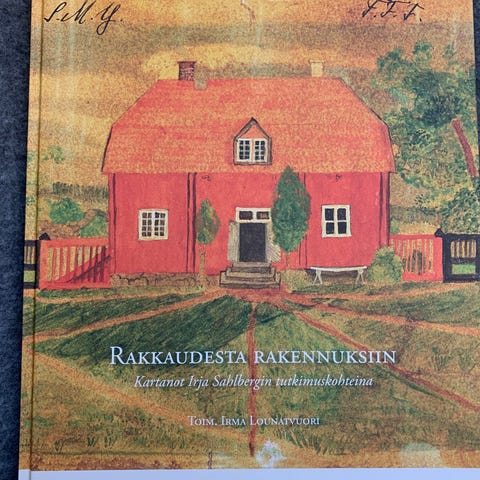 S.M.G. F.F.F.
RAKKAUDESTA RAKENNUKSIIN
Kartanot Irja Sahlbergin tutkimuskohteina
TOIM. IRMA LOUNATVUORI